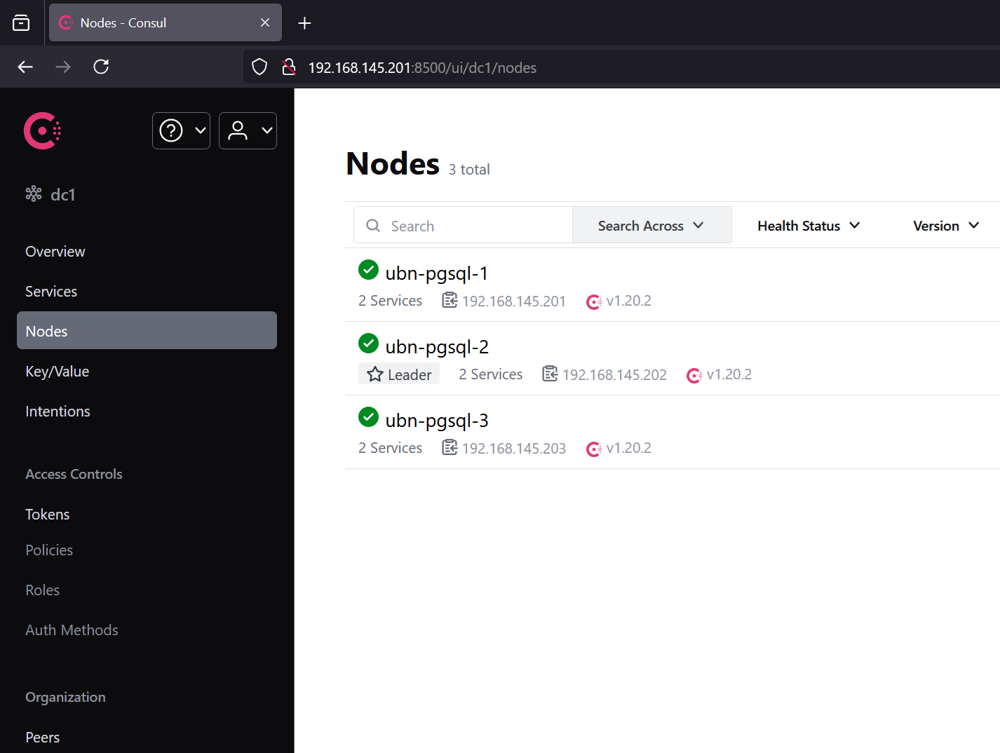 Nodes - Consul
192.168.145.201:8500/ui/dc1/nodes
dc1
Overview
Services
Nodes
Key/Value
Intentions
Access Controls
Tokens
Policies
Roles
Auth Methods
Organization
Peers
Nodes 3 total
Search Search Across Health Status Version
ubn-pgsql-1
2 Services 192.168.145.201 v1.20.2
ubn-pgsql-2
Leader 2 Services 192.168.145.202 v1.20.2
ubn-pgsql-3
2 Services 192.168.145.203 v1.20.2